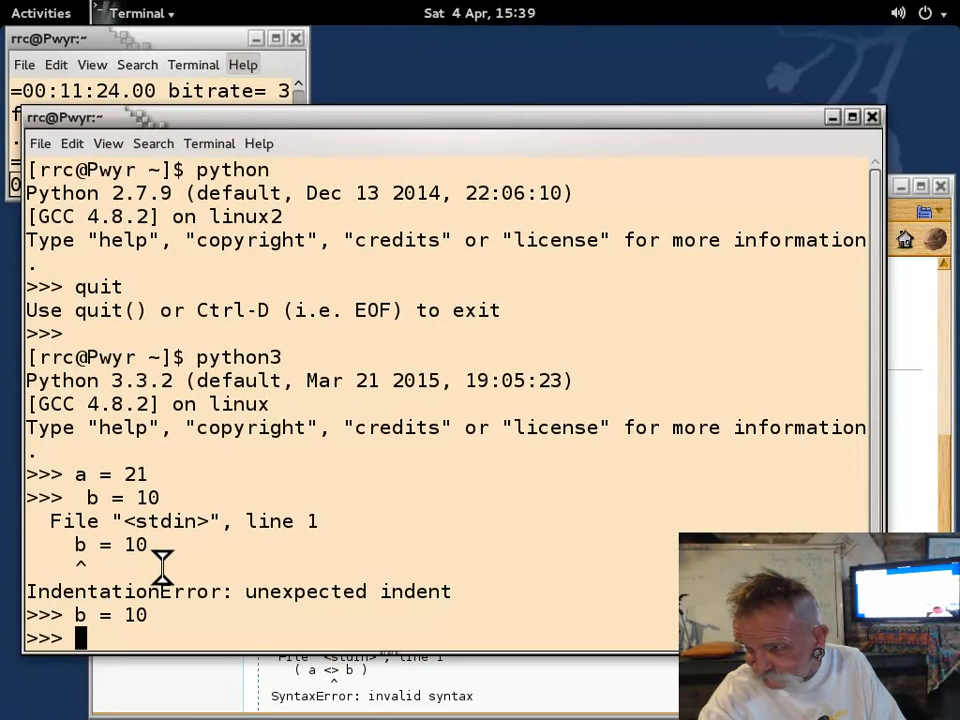 Activities
Terminal
Sat 4 Apr, 15:39
rrc@Pwyr:~
File Edit View Search Terminal Help
=00:11:24.00 bitrate= 3
rrc@Pwyr:~
File Edit View Search Terminal Help
[rrc@Pwyr ~]$ python
Python 2.7.9 (default, Dec 13 2014, 22:06:10)
[GCC 4.8.2] on linux2
Type "help", "copyright", "credits" or "license" for more information
.
>>> quit
Use quit() or Ctrl-D (i.e. EOF) to exit
>>>
[rrc@Pwyr ~]$ python3
Python 3.3.2 (default, Mar 21 2015, 19:05:23)
[GCC 4.8.2] on linux
Type "help", "copyright", "credits" or "license" for more information
.
>>> a = 21
>>>  b = 10
  File "<stdin>", line 1
    b = 10
    ^
IndentationError: unexpected indent
>>> b = 10
>>>
File "<stdin>", line 1
( a <> b )
^
SyntaxError: invalid syntax